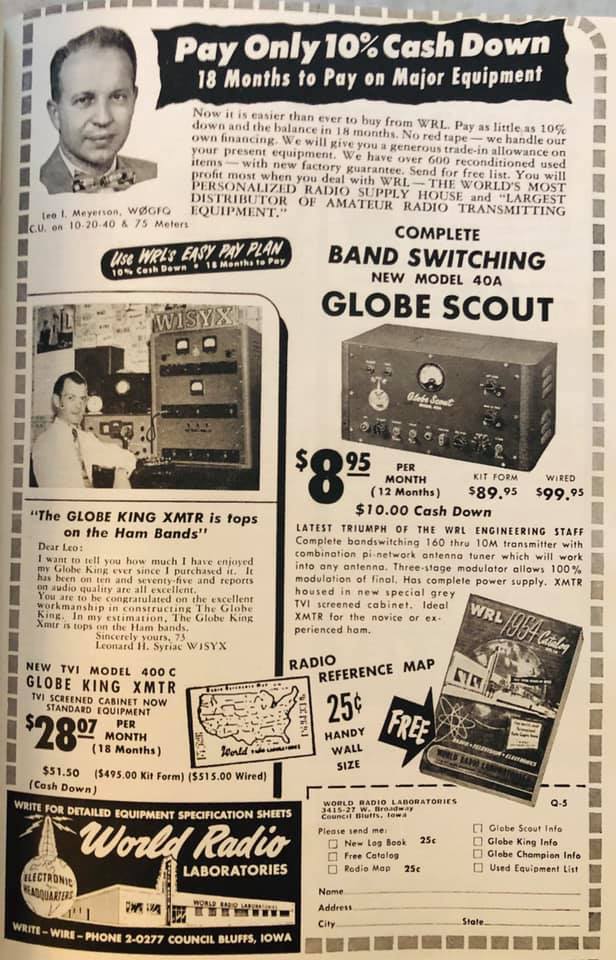 Pay Only 10% Cash Down
18 Months to Pay on Major Equipment
Now it is easier than ever to buy from WRL. Pay as little as 10%
down and the balance in 18 months. No red tape — we handle our
own financing. We will give you a generous trade-in allowance on
your present equipment. We have over 600 reconditioned used
items — with new factory guarantee. Send for free list. You will
profit most when you deal with WRL — THE WORLD'S MOST
PERSONALIZED RADIO SUPPLY HOUSE and "LARGEST
DISTRIBUTOR OF AMATEUR RADIO TRANSMITTING
EQUIPMENT."
Leo I. Meyerson, WØGFQ
C.U. on 10-20-40 & 75 Meters
Use WRL's EASY PAY PLAN
10% Cash Down • 18 Months to Pay
COMPLETE
BAND SWITCHING
NEW MODEL 40A
GLOBE SCOUT
W1SYX
Globe Scout
$8.95
PER
MONTH
(12 Months)
KIT FORM
$89.95
WIRED
$99.95
$10.00 Cash Down
LATEST TRIUMPH OF THE WRL ENGINEERING STAFF
Complete bandswitching 160 thru 10M transmitter with
combination pi-network antenna tuner which will work
into any antenna. Three-stage modulator allows 100%
modulation of final. Has complete power supply. XMTR
housed in new special grey
TVI screened cabinet. Ideal
XMTR for the novice or ex-
perienced ham.
"The GLOBE KING XMTR is tops
on the Ham Bands"
Dear Leo:
I want to tell you how much I have enjoyed
my Globe King ever since I purchased it. It
has been on ten and seventy-five and reports
on audio quality are all excellent.
You are to be congratulated on the excellent
workmanship in constructing The Globe
King. In my estimation, The Globe King
Xmtr is tops on the Ham bands.
Sincerely yours, 73
Leonard H. Syriac W1SYX
NEW TVI MODEL 400 C
GLOBE KING XMTR
TVI SCREENED CABINET NOW
STANDARD EQUIPMENT
$28.07
PER
MONTH
(18 Months)
$51.50 ($495.00 Kit Form) ($515.00 Wired)
(Cash Down)
RADIO
REFERENCE MAP
25¢
HANDY
WALL
SIZE
World
FREE
WRL
1954 Catalog
RADIO • TELEVISION • ELECTRONICS
WORLD RADIO LABORATORIES
WRITE FOR DETAILED EQUIPMENT SPECIFICATION SHEETS
World Radio
LABORATORIES
ELECTRONIC
HEADQUARTERS
WORLD RADIO LABORATORIES
WRITE — WIRE — PHONE 2-0277 COUNCIL BLUFFS, IOWA
WORLD RADIO LABORATORIES
3415-27 W. Broadway
Council Bluffs, Iowa
Q-5
Please send me:
New Log Book 25c
Free Catalog
Radio Map 25c
Globe Scout Info
Globe King Info
Globe Champion Info
Used Equipment List
Name
Address
City State